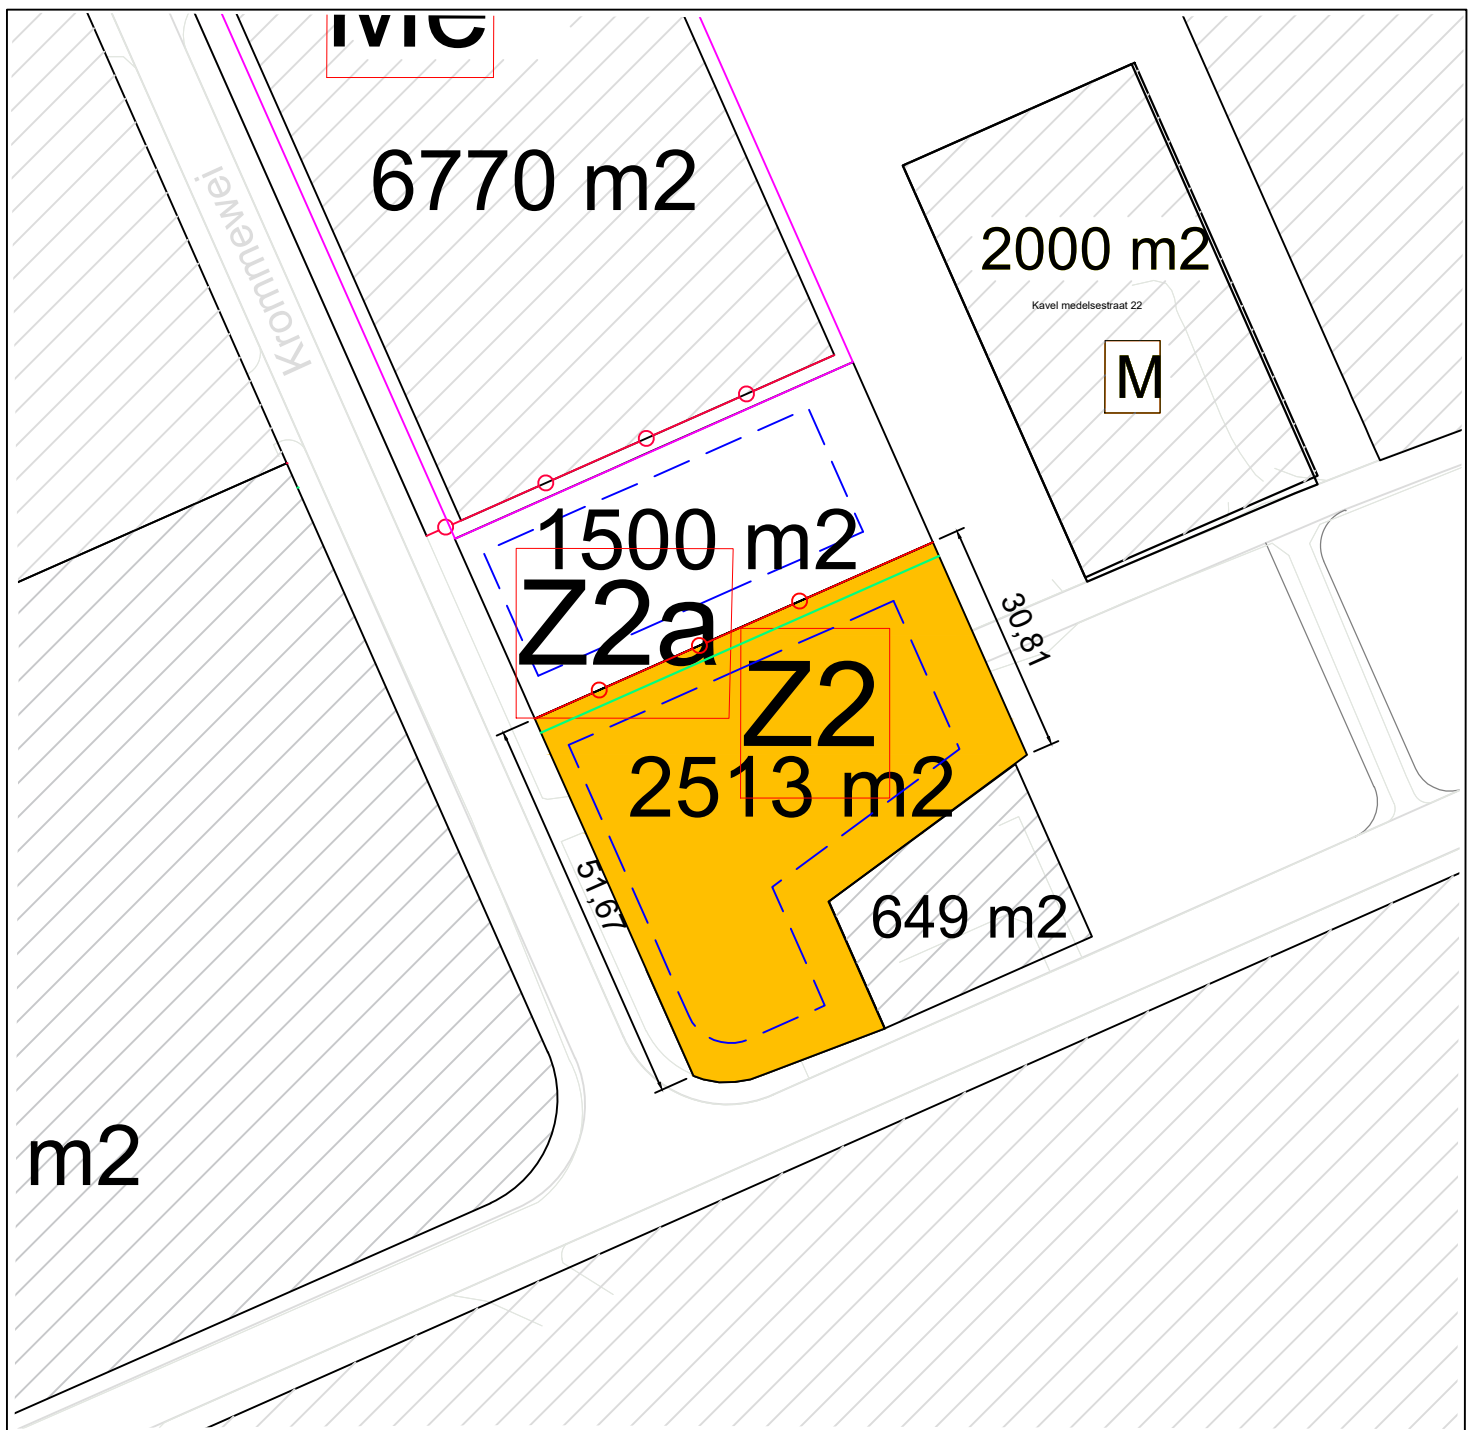 Me
6770 m2
Krommewei
2000 m2
Kavel medelsestraat 22
M
1500 m2
Z2a
30,81
Z2
2513 m2
51,67
649 m2
m2